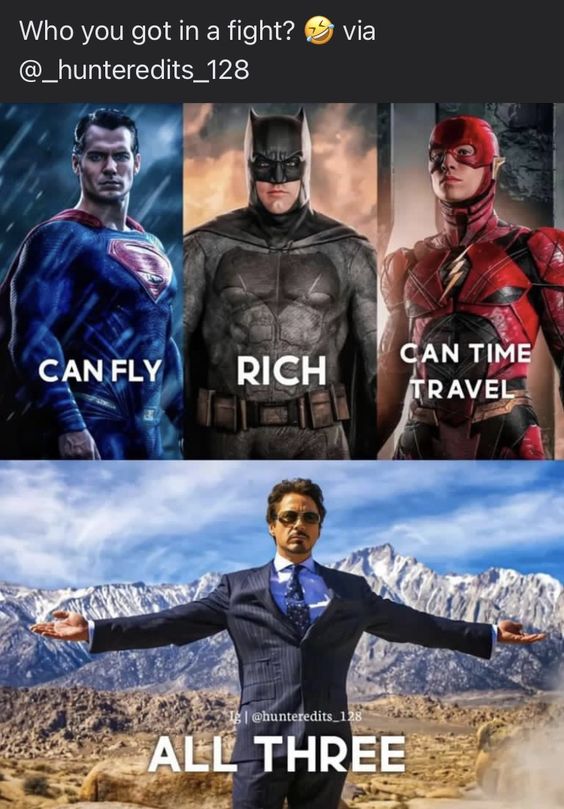 Who you got in a fight? 🤣 via
@_hunteredits_128
CAN FLY
RICH
CAN TIME
TRAVEL
Ig | @hunteredits_128
ALL THREE